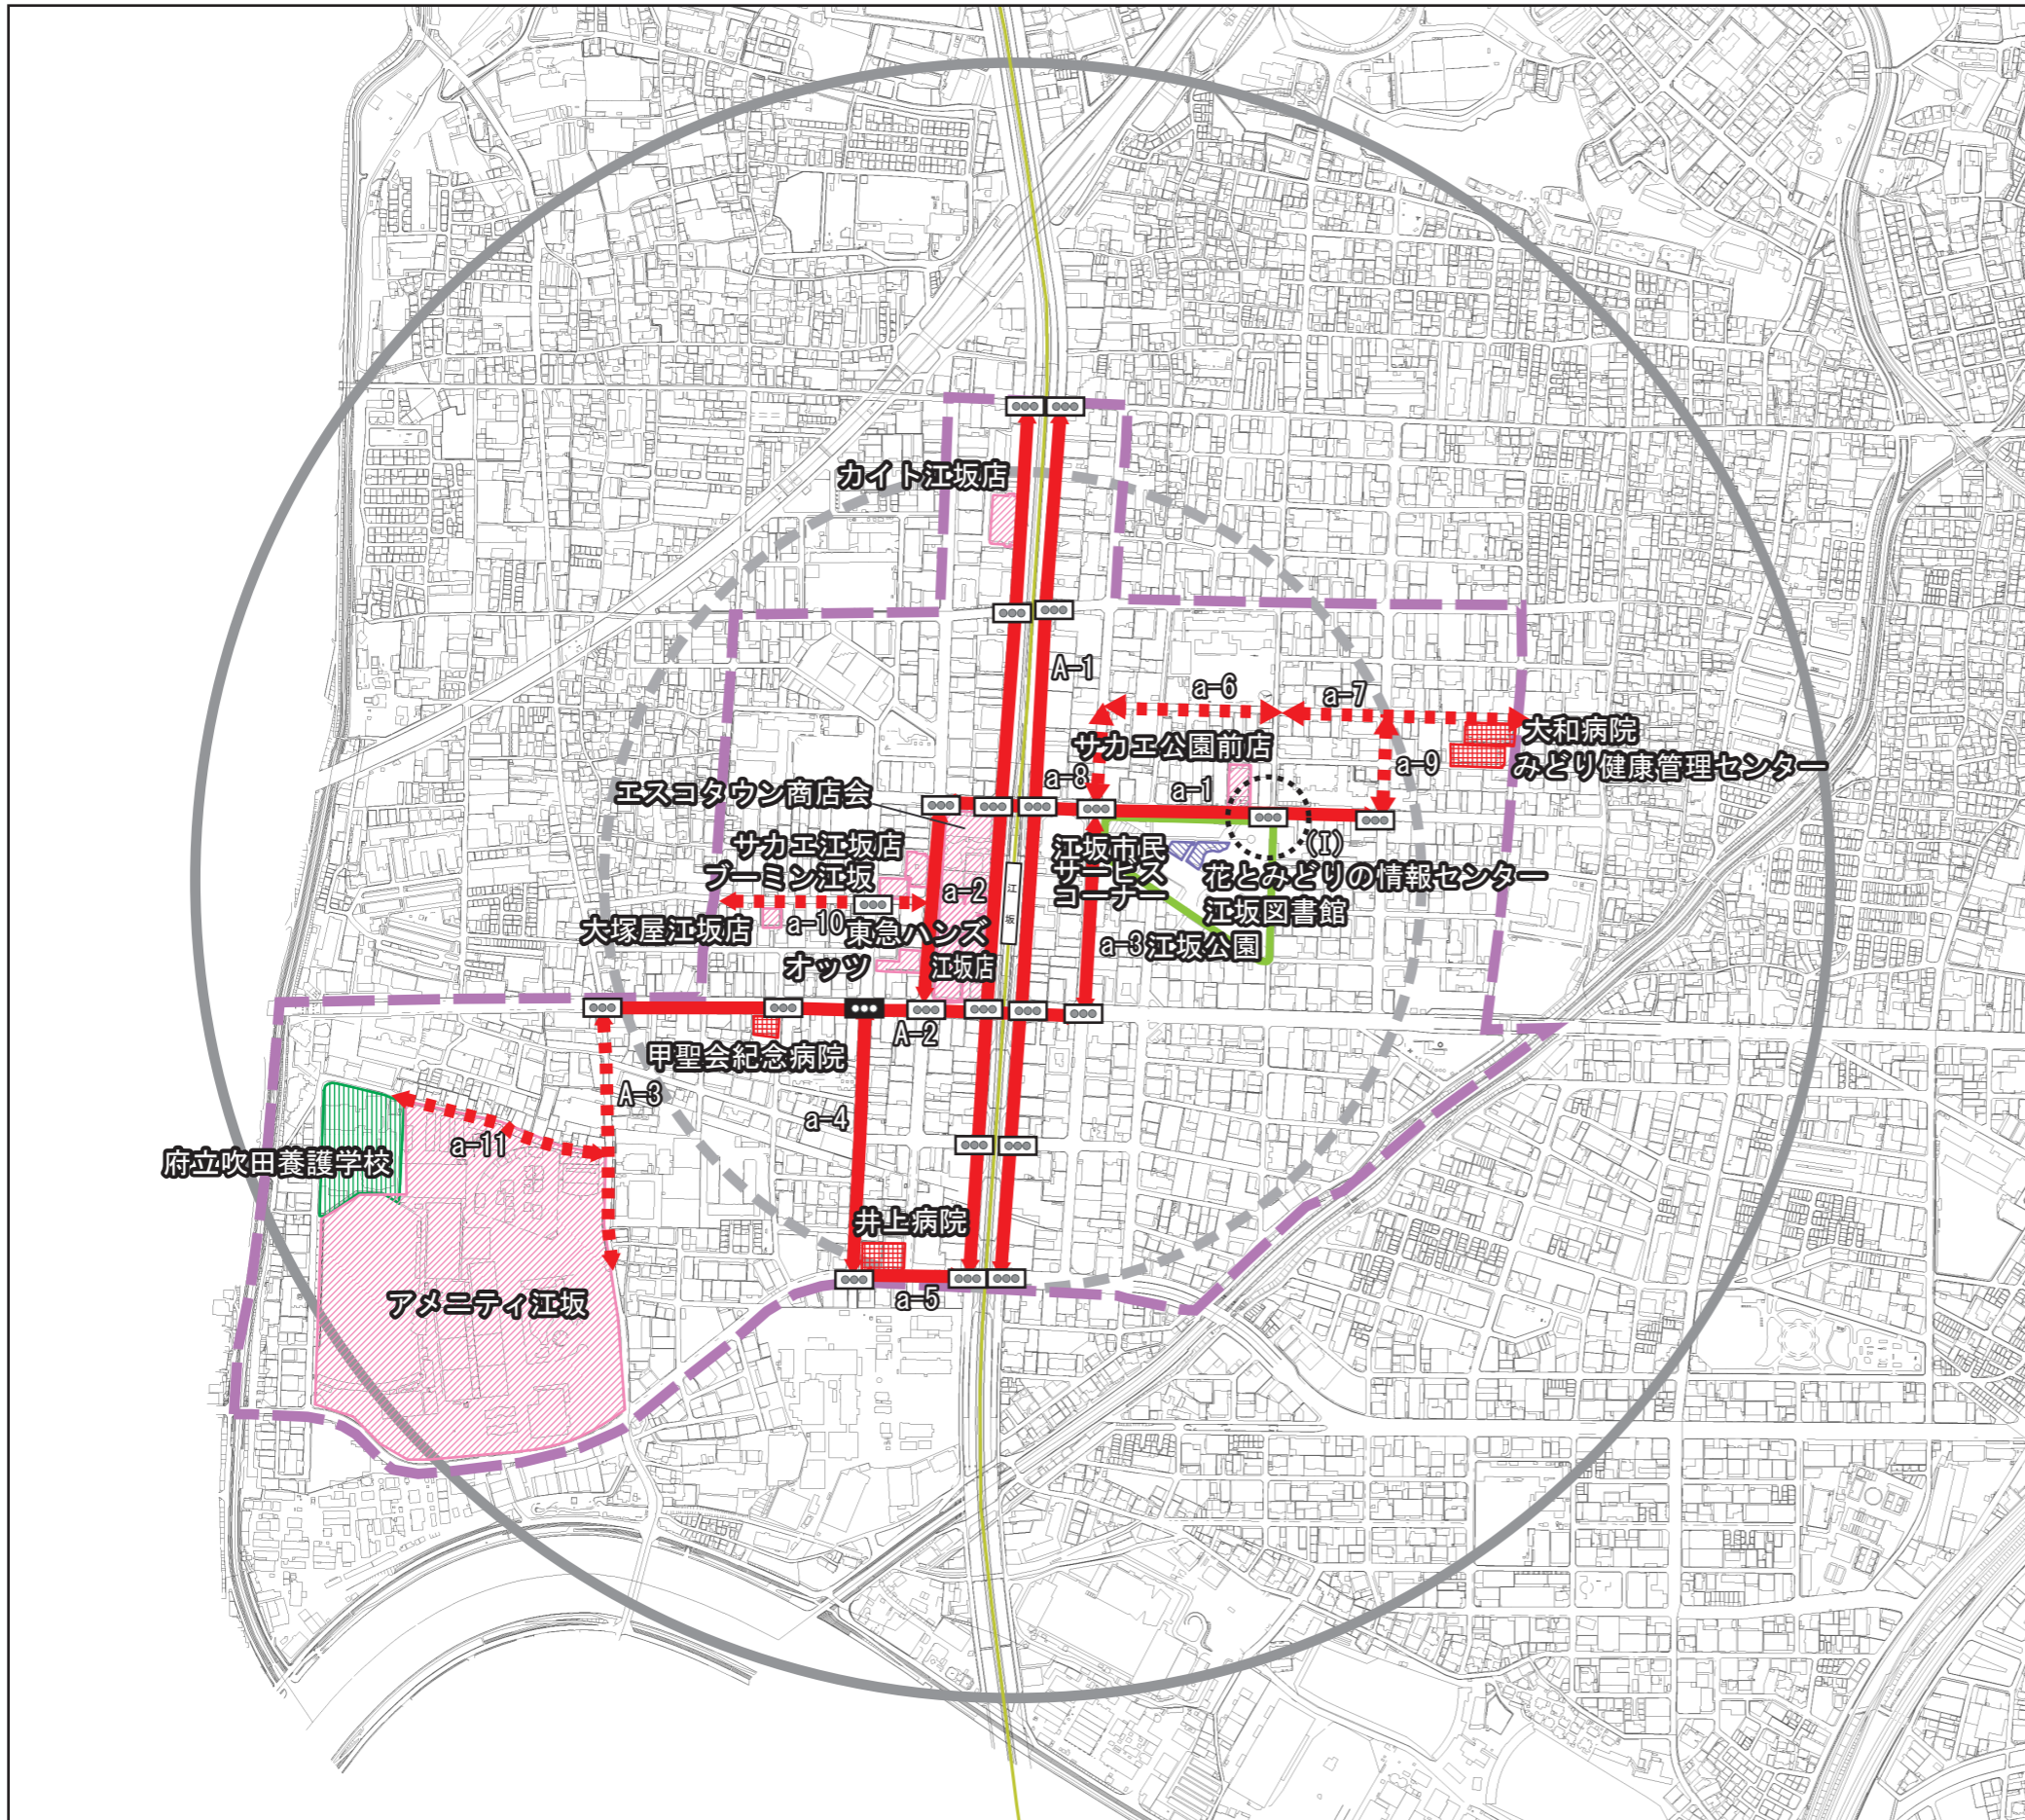 カイト江坂店
A-1
a-6
a-7
大和病院
みどり健康管理センター
サカエ公園前店
a-8
a-1
a-9
エスコタウン商店会
サカエ江坂店
ブーミン江坂
a-2
江坂
江坂市民
サービス
コーナー
(I)
花とみどりの情報センター
江坂図書館
大塚屋江坂店
a-10
東急ハンズ
江坂店
オッツ
a-3
江坂公園
A-2
甲聖会紀念病院
A-3
a-4
a-11
府立吹田養護学校
井上病院
アメニティ江坂
a-5